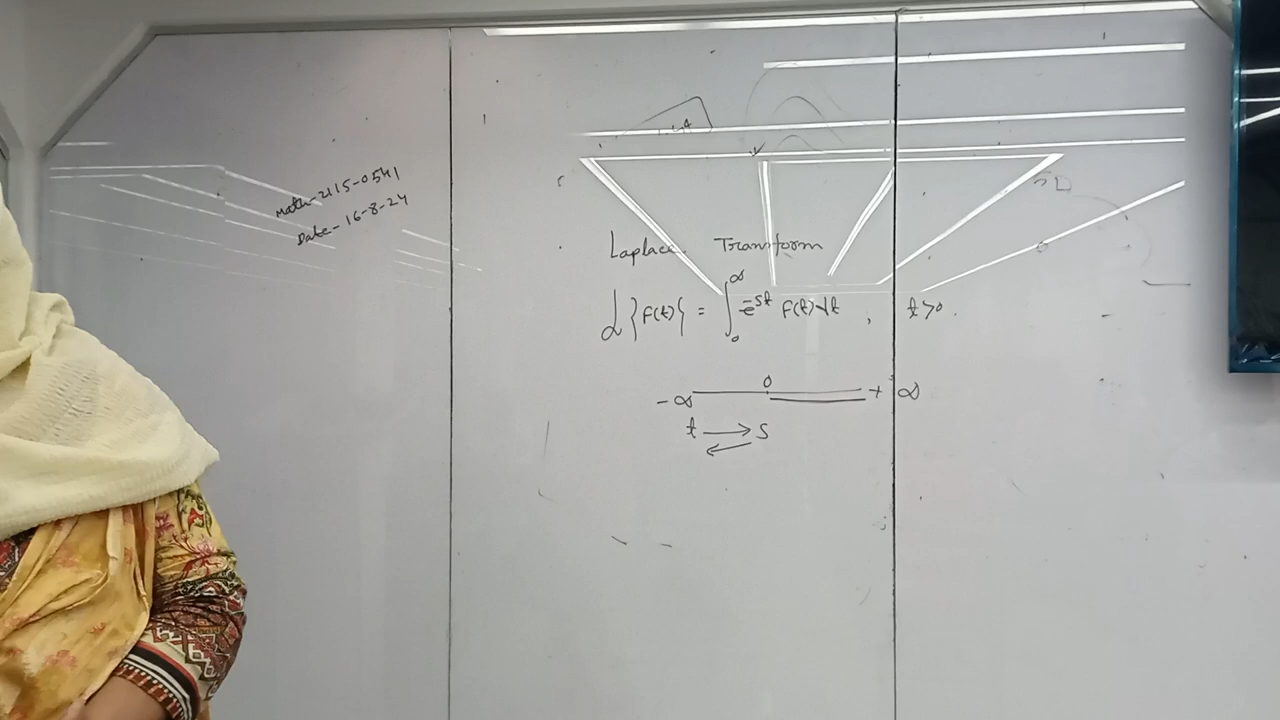 Math-2115-0541
Date-16-8-24
Laplace Transform
ℒ{F(t)} = ∫₀^∞ e^-st F(t) dt , t>0.
-∞ 0 +∞
t ⇄ S